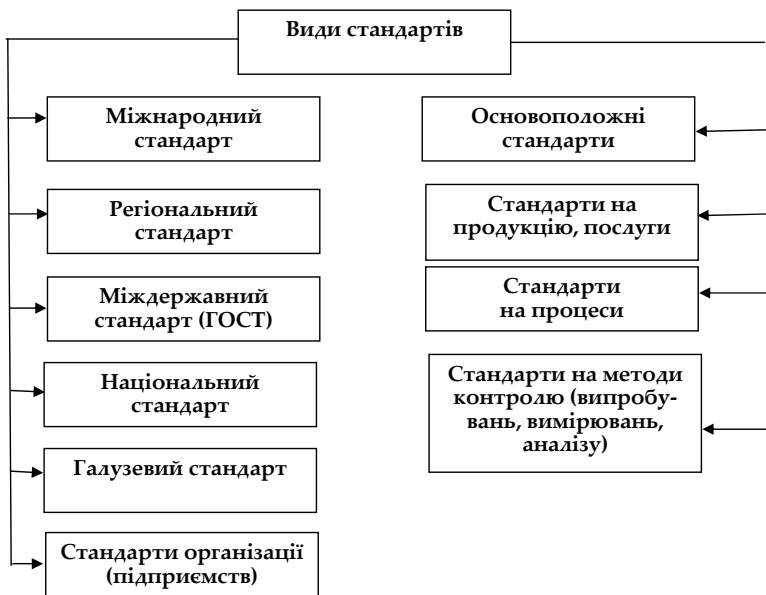 Види стандартів
Міжнародний
стандарт
Регіональний
стандарт
Міждержавний
стандарт (ГОСТ)
Національний
стандарт
Галузевий стандарт
Стандарти організації
(підприємств)
Основоположні
стандарти
Стандарти на
продукцію, послуги
Стандарти
на процеси
Стандарти на методи
контролю (випробу-
вань, вимірювань,
аналізу)